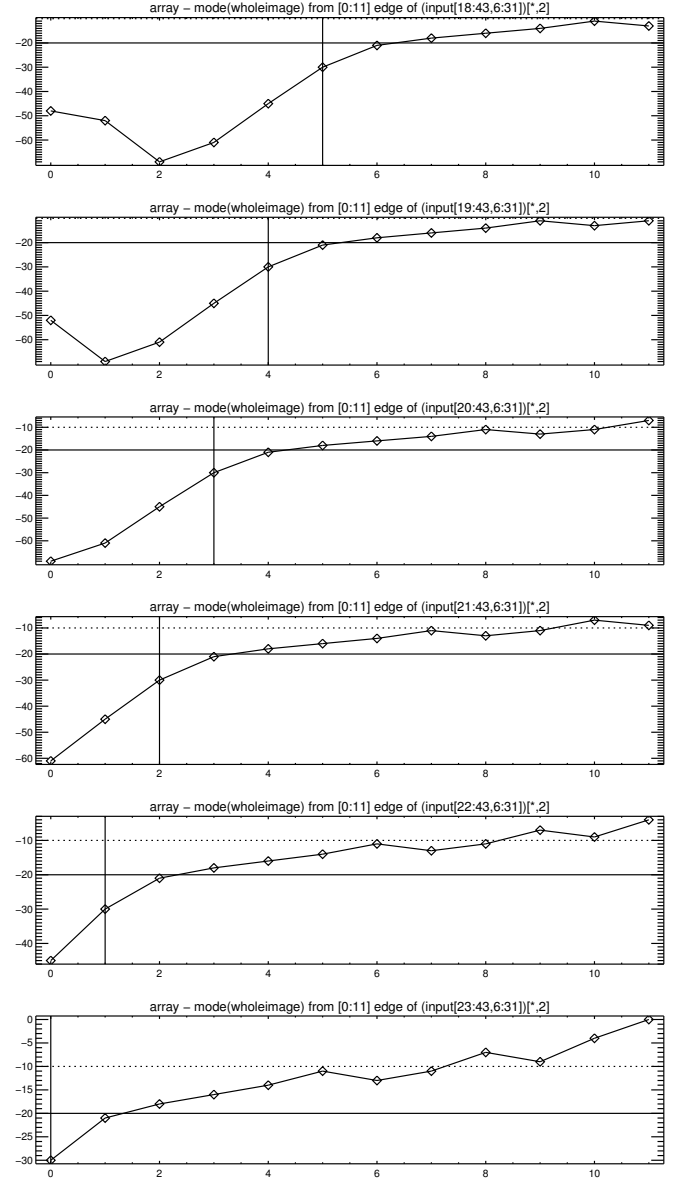 array − mode(wholeimage) from [0:11] edge of (input[18:43,6:31])[*,2]
−20
−30
−40
−50
−60
0 2 4 6 8 10
array − mode(wholeimage) from [0:11] edge of (input[19:43,6:31])[*,2]
−20
−30
−40
−50
−60
0 2 4 6 8 10
array − mode(wholeimage) from [0:11] edge of (input[20:43,6:31])[*,2]
−10
−20
−30
−40
−50
−60
0 2 4 6 8 10
array − mode(wholeimage) from [0:11] edge of (input[21:43,6:31])[*,2]
−10
−20
−30
−40
−50
−60
0 2 4 6 8 10
array − mode(wholeimage) from [0:11] edge of (input[22:43,6:31])[*,2]
−10
−20
−30
−40
0 2 4 6 8 10
array − mode(wholeimage) from [0:11] edge of (input[23:43,6:31])[*,2]
0
−5
−10
−15
−20
−25
−30
0 2 4 6 8 10